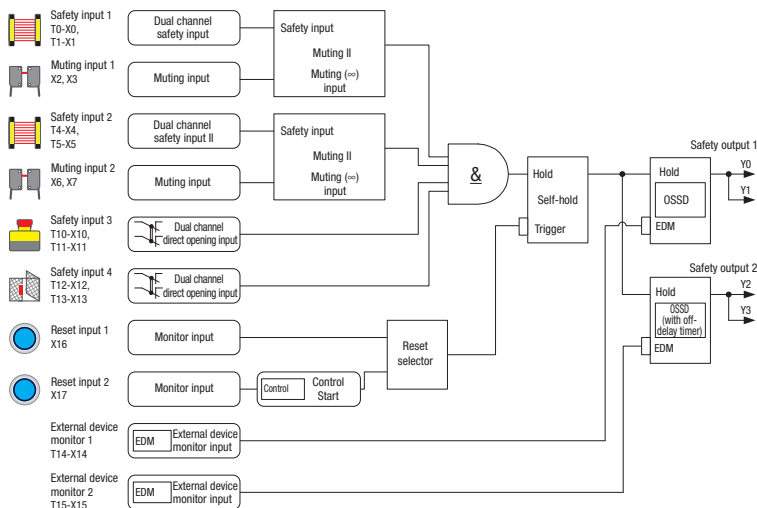 Safety input 1
T0-X0,
T1-X1
Dual channel
safety input
Safety input
Muting II
Muting (∞)
input
Muting input 1
X2, X3
Muting input
Safety input 2
T4-X4,
T5-X5
Dual channel
safety input II
Safety input
Muting II
Muting (∞)
input
Muting input 2
X6, X7
Muting input
Safety input 3
T10-X10,
T11-X11
Dual channel
direct opening input
Safety input 4
T12-X12,
T13-X13
Dual channel
direct opening input
&
Hold
Self-hold
Trigger
Safety output 1
Hold
OSSD
EDM
Y0
Y1
Safety output 2
Hold
OSSD
(with off-
delay timer)
EDM
Y2
Y3
Reset input 1
X16
Monitor input
Reset
selector
Reset input 2
X17
Monitor input
Control
Control
Start
External device
monitor 1
T14-X14
EDM
External device
monitor input
External device
monitor 2
T15-X15
EDM
External device
monitor input